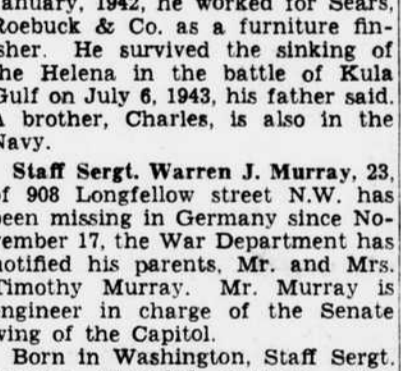 January, 1942, he worked for Sears,
Roebuck & Co. as a furniture fin-
isher. He survived the sinking of
the Helena in the battle of Kula
Gulf on July 6, 1943, his father said.
A brother, Charles, is also in the
Navy.
Staff Sergt. Warren J. Murray, 23,
of 908 Longfellow street N.W. has
been missing in Germany since No-
vember 17, the War Department has
notified his parents, Mr. and Mrs.
Timothy Murray. Mr. Murray is
engineer in charge of the Senate
wing of the Capitol.
Born in Washington, Staff Sergt.